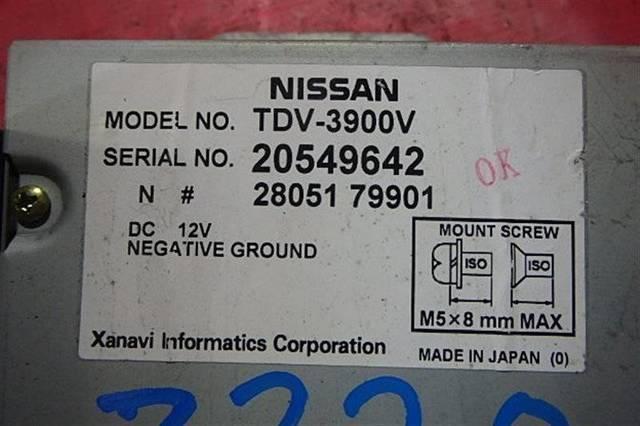 NISSAN
MODEL NO. TDV-3900V
SERIAL NO. 20549642
N # 28051 79901
OK
DC 12V
NEGATIVE GROUND
MOUNT SCREW
ISO ISO
M5×8 mm MAX
Xanavi Informatics Corporation
MADE IN JAPAN (0)